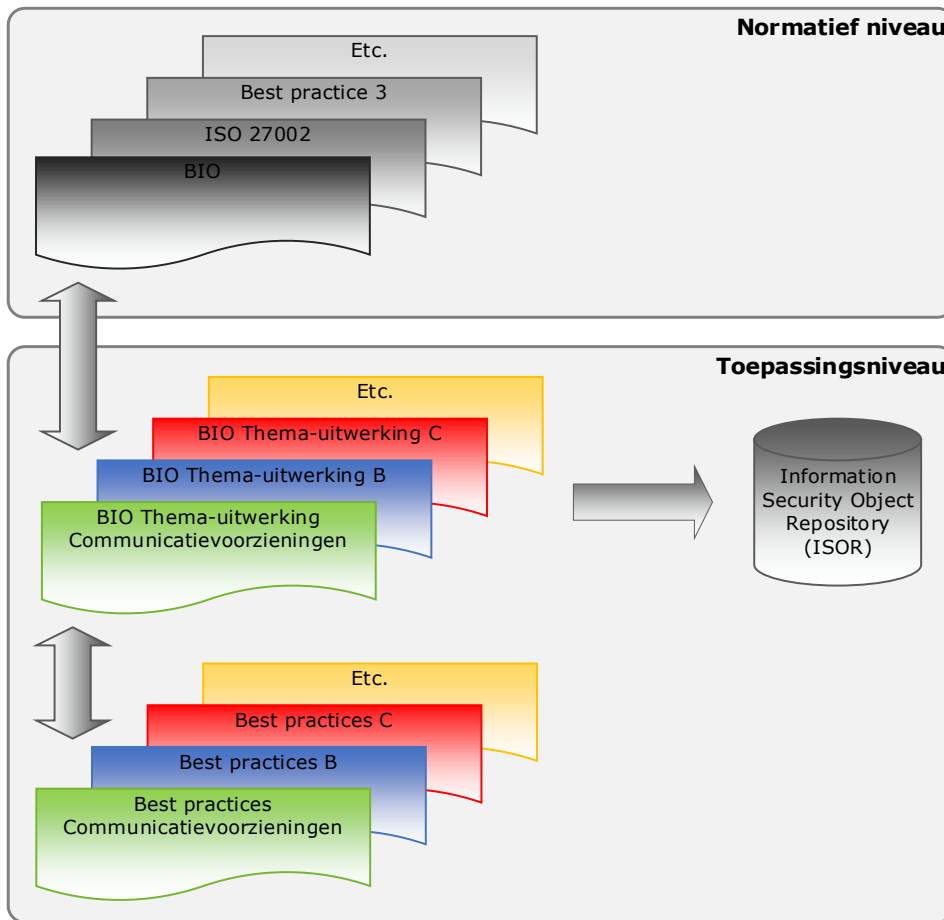 Normatief niveau
Etc.
Best practice 3
ISO 27002
BIO
Toepassingsniveau
Etc.
BIO Thema-uitwerking C
BIO Thema-uitwerking B
BIO Thema-uitwerking
Communicatievoorzieningen
Information
Security Object
Repository
(ISOR)
Etc.
Best practices C
Best practices B
Best practices
Communicatievoorzieningen